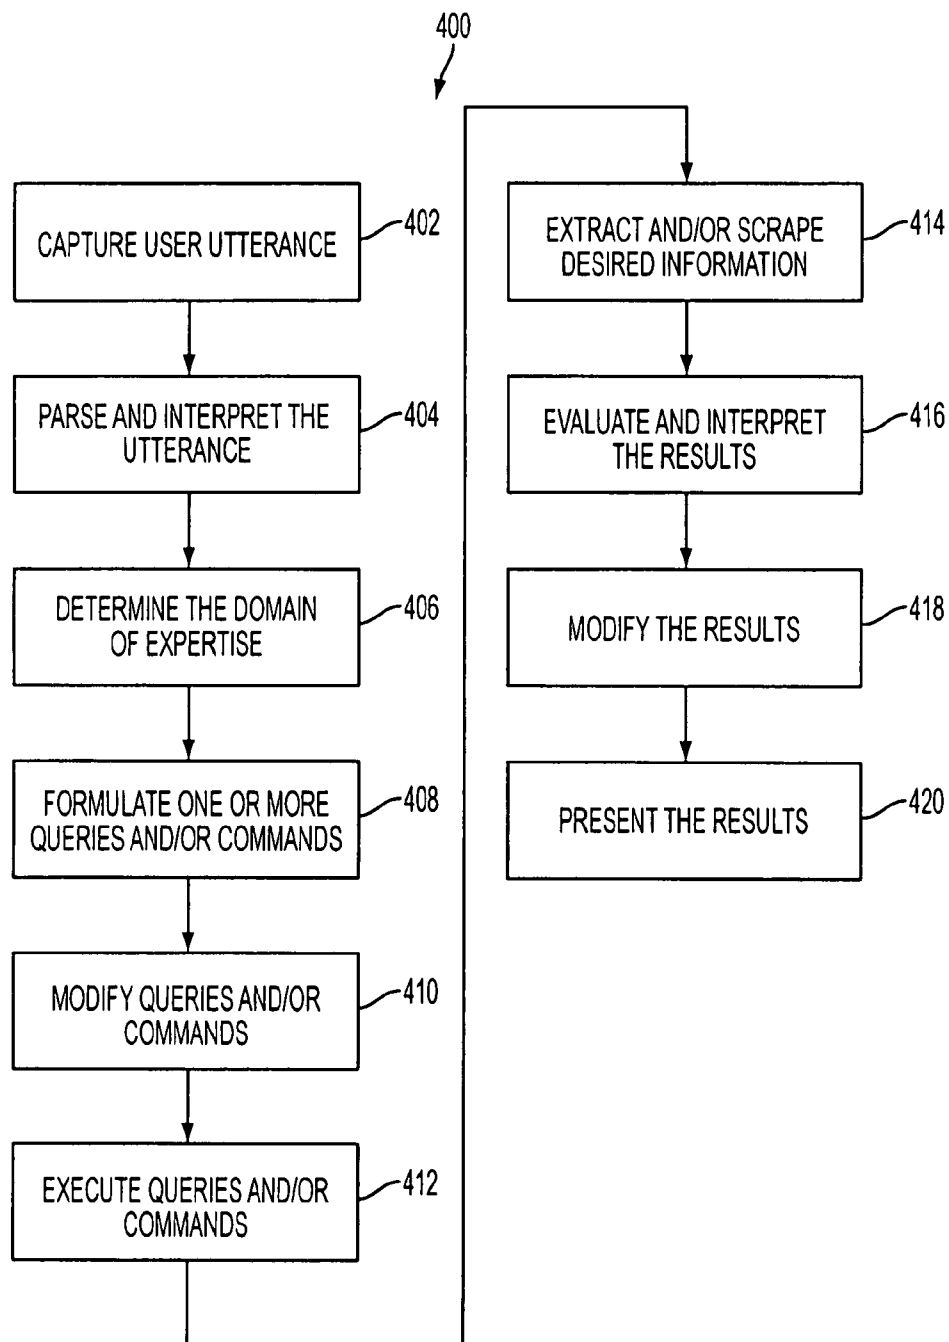 400
CAPTURE USER UTTERANCE
402
PARSE AND INTERPRET THE
UTTERANCE
404
DETERMINE THE DOMAIN
OF EXPERTISE
406
FORMULATE ONE OR MORE
QUERIES AND/OR COMMANDS
408
MODIFY QUERIES AND/OR
COMMANDS
410
EXECUTE QUERIES AND/OR
COMMANDS
412
EXTRACT AND/OR SCRAPE
DESIRED INFORMATION
414
EVALUATE AND INTERPRET
THE RESULTS
416
MODIFY THE RESULTS
418
PRESENT THE RESULTS
420